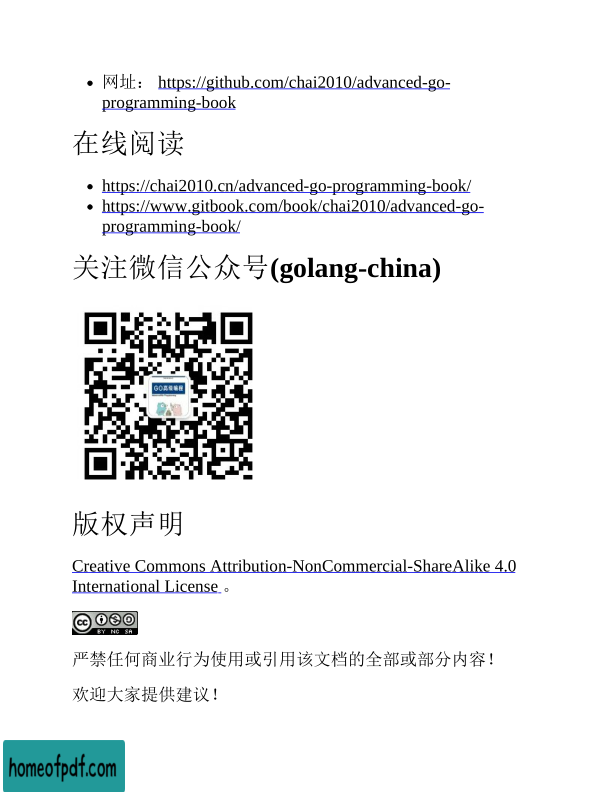 网址： https://github.com/chai2010/advanced-go-
programming-book
在线阅读
https://chai2010.cn/advanced-go-programming-book/
https://www.gitbook.com/book/chai2010/advanced-go-
programming-book/
关注微信公众号(golang-china)
GO高级编程
版权声明
Creative Commons Attribution-NonCommercial-ShareAlike 4.0
International License 。
cc
BY NC SA
严禁任何商业行为使用或引用该文档的全部或部分内容！
欢迎大家提供建议！
homeofpdf.com